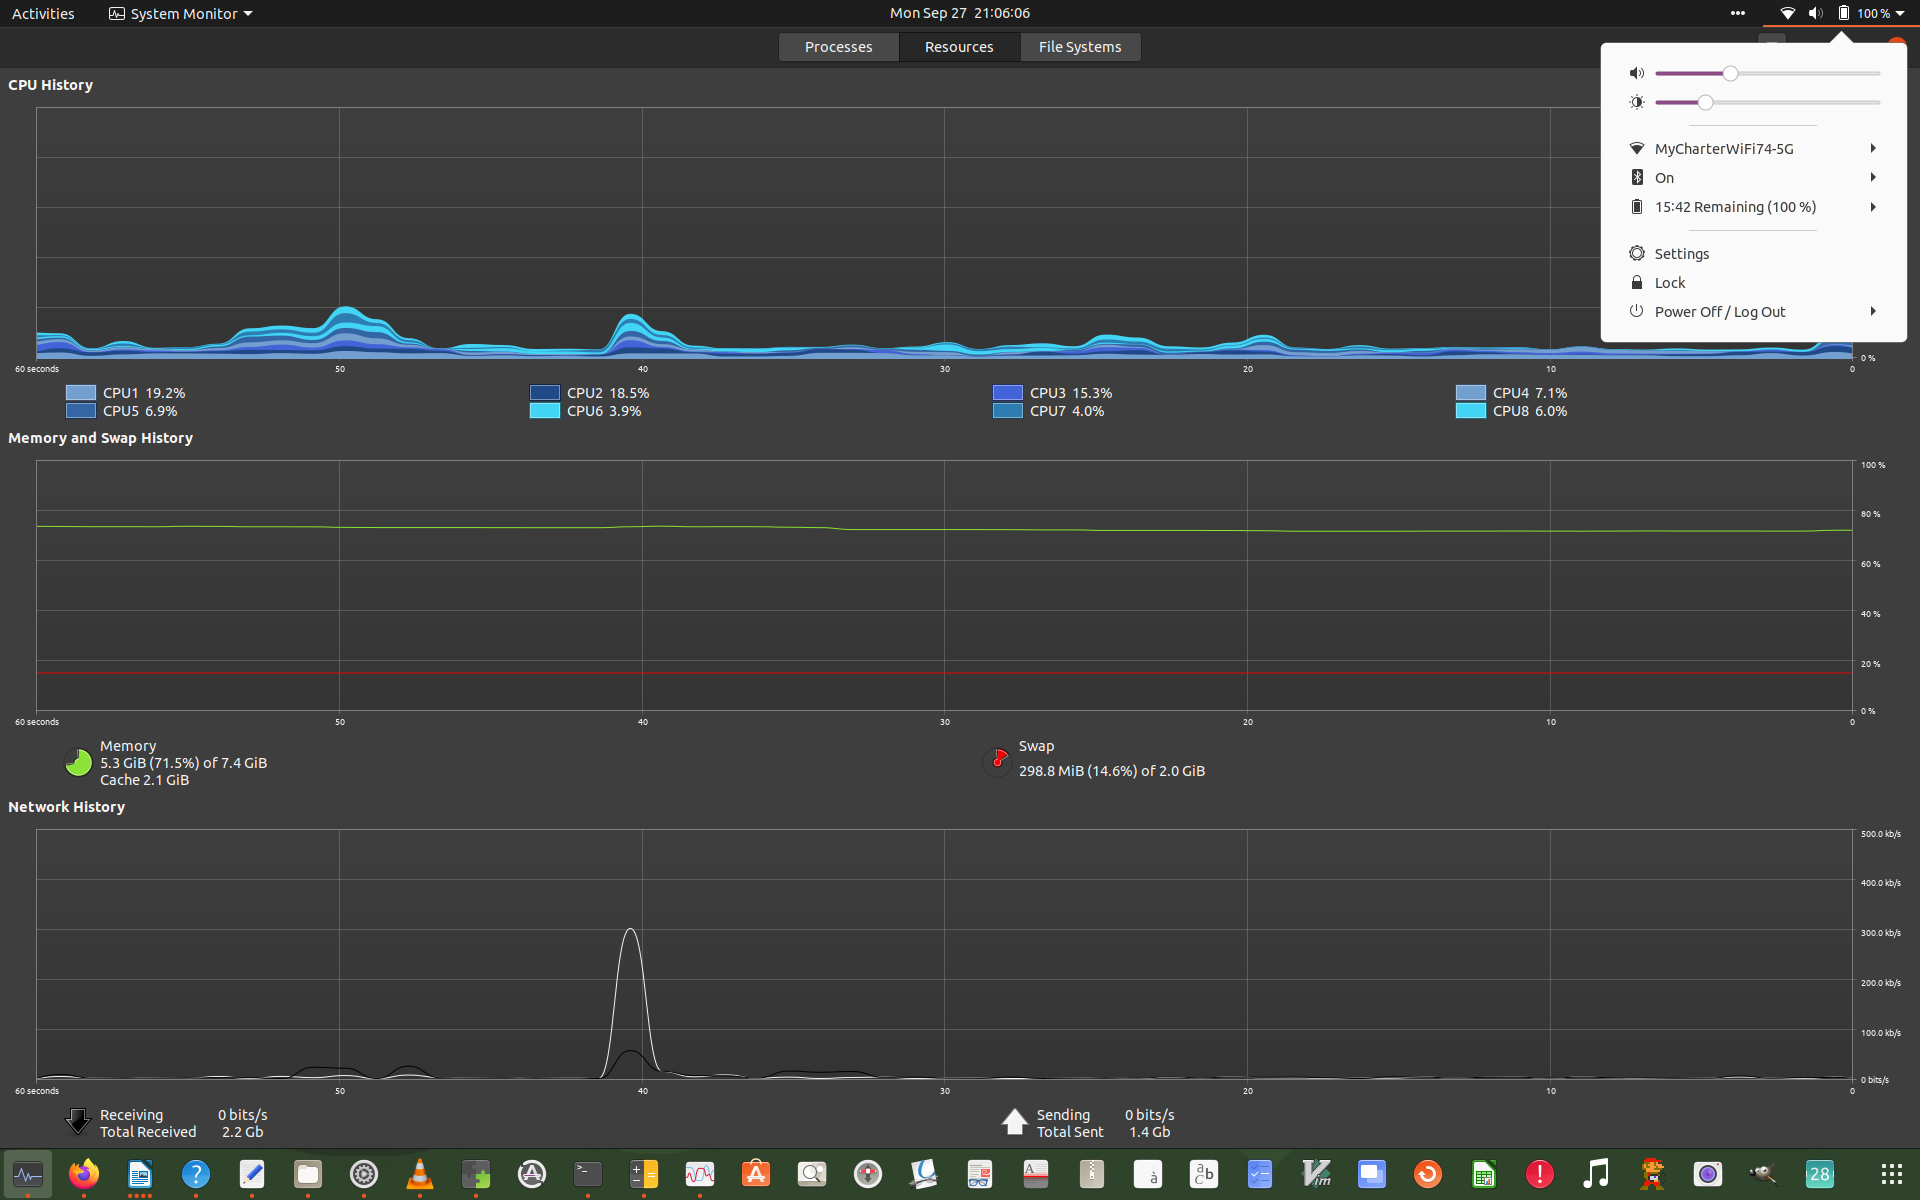 Activities System Monitor Mon Sep 27 21:06:06 100 %
Processes Resources File Systems
CPU History
MyCharterWiFi74-5G
On
15:42 Remaining (100 %)
Settings
Lock
Power Off / Log Out
0 %
60 seconds 50 40 30 20 10 0
CPU1 19.2% CPU2 18.5% CPU3 15.3% CPU4 7.1%
CPU5 6.9% CPU6 3.9% CPU7 4.0% CPU8 6.0%
Memory and Swap History
100 %
80 %
60 %
40 %
20 %
0 %
60 seconds 50 40 30 20 10 0
Memory Swap
5.3 GiB (71.5%) of 7.4 GiB 298.8 MiB (14.6%) of 2.0 GiB
Cache 2.1 GiB
Network History
500.0 kb/s
400.0 kb/s
300.0 kb/s
200.0 kb/s
100.0 kb/s
0 bits/s
60 seconds 50 40 30 20 10 0
Receiving 0 bits/s Sending 0 bits/s
Total Received 2.2 Gb Total Sent 1.4 Gb
? >_ A A à ab c Vim ! 28